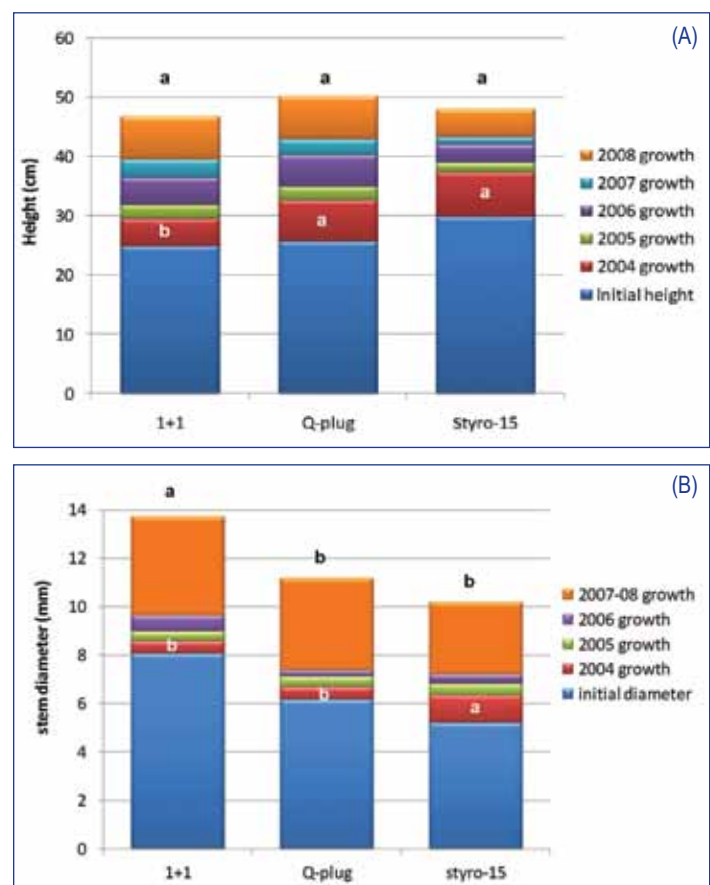 (A)
60
50
40
30
20
10
0
Height (cm)
a
a
a
b
a
a
1+1
Q-plug
Styro-15
2008 growth
2007 growth
2006 growth
2005 growth
2004 growth
Initial height
(B)
14
12
10
8
6
4
2
0
stem diameter (mm)
a
b
b
b
b
a
1+1
Q-plug
styro-15
2007-08 growth
2006 growth
2005 growth
2004 growth
initial diameter